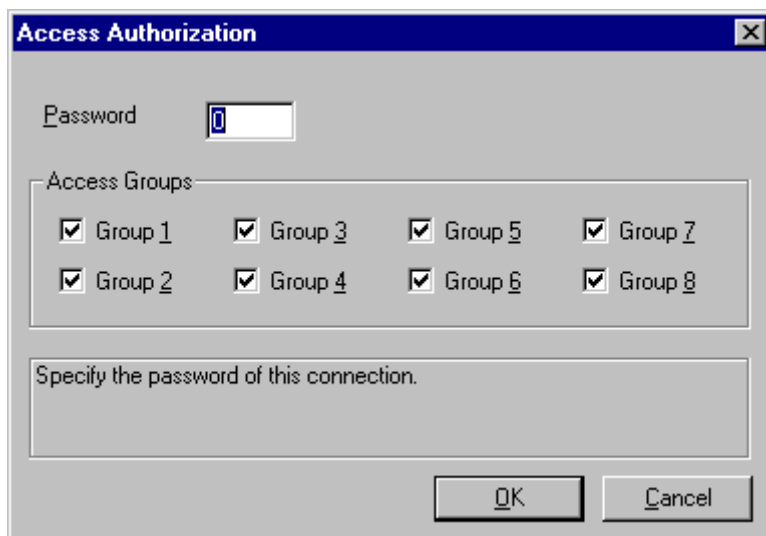 Access Authorization
Password 0
Access Groups
Group 1 Group 3 Group 5 Group 7
Group 2 Group 4 Group 6 Group 8
Specify the password of this connection.
OK Cancel